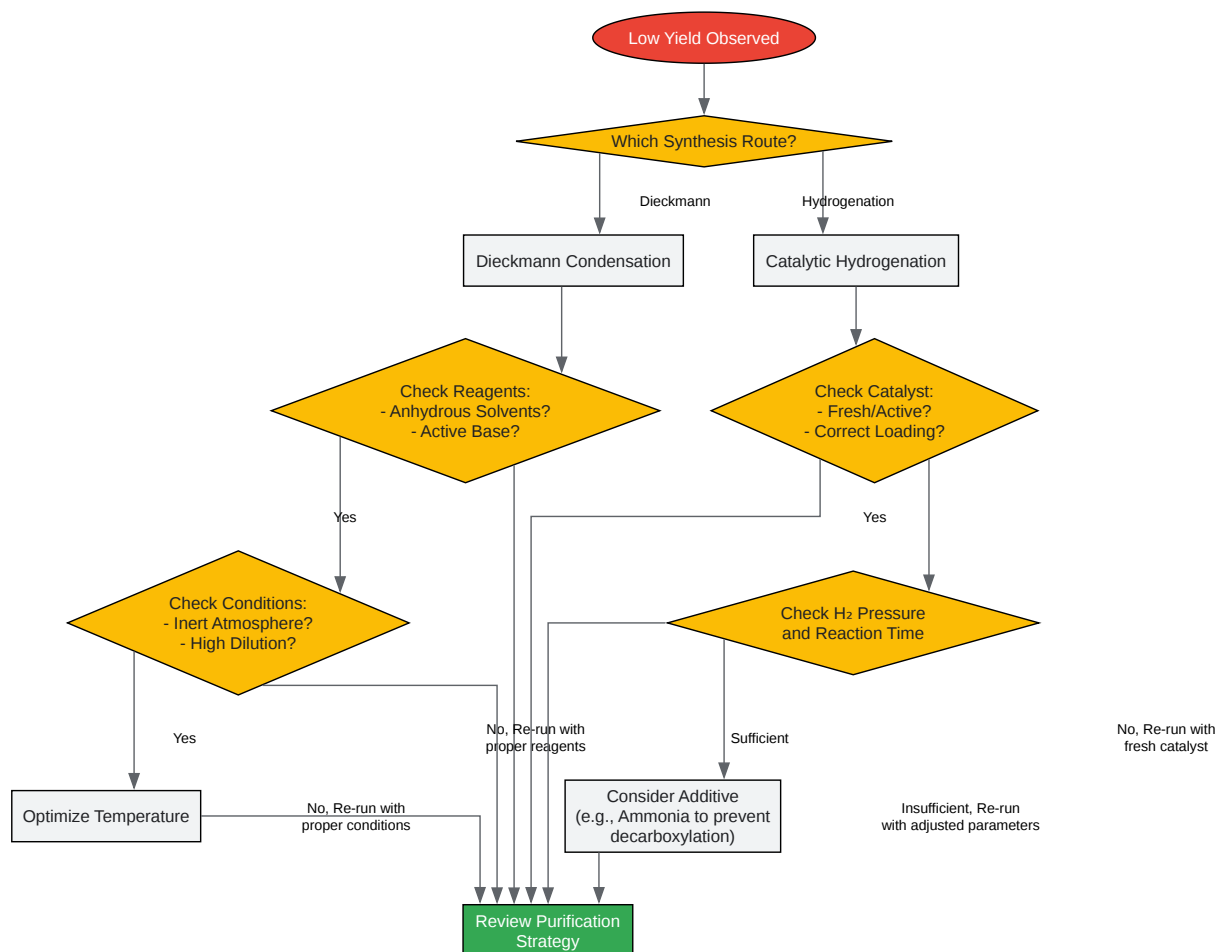 Low Yield Observed
Which Synthesis Route?
Dieckmann
Hydrogenation
Dieckmann Condensation
Catalytic Hydrogenation
Check Reagents:
- Anhydrous Solvents?
- Active Base?
Check Catalyst:
- Fresh/Active?
- Correct Loading?
Yes
Yes
Check Conditions:
- Inert Atmosphere?
- High Dilution?
Check H₂ Pressure
and Reaction Time
Yes
No, Re-run with
proper reagents
Sufficient
No, Re-run with
fresh catalyst
Optimize Temperature
No, Re-run with
proper conditions
Consider Additive
(e.g., Ammonia to prevent
decarboxylation)
Insufficient, Re-run
with adjusted parameters
Review Purification
Strategy